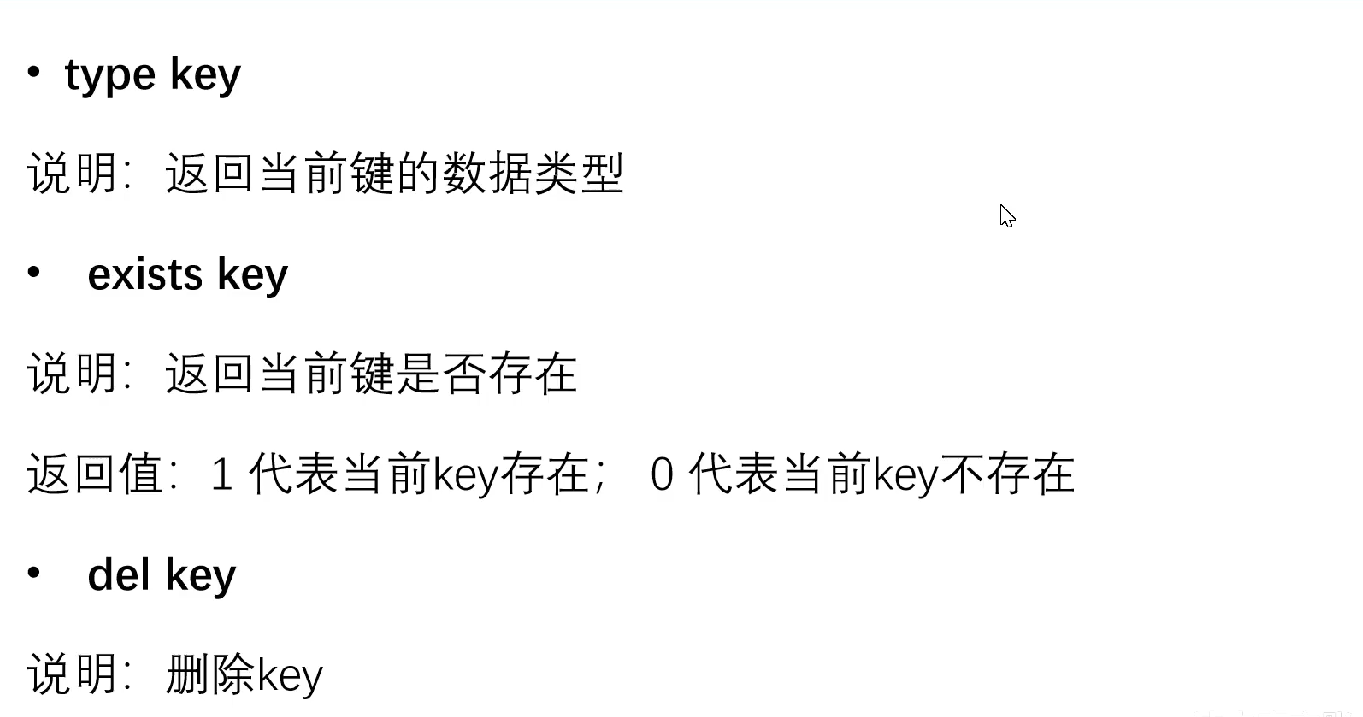 • type key
说明：返回当前键的数据类型
• exists key
说明：返回当前键是否存在
返回值：1 代表当前key存在； 0 代表当前key不存在
• del key
说明：删除key